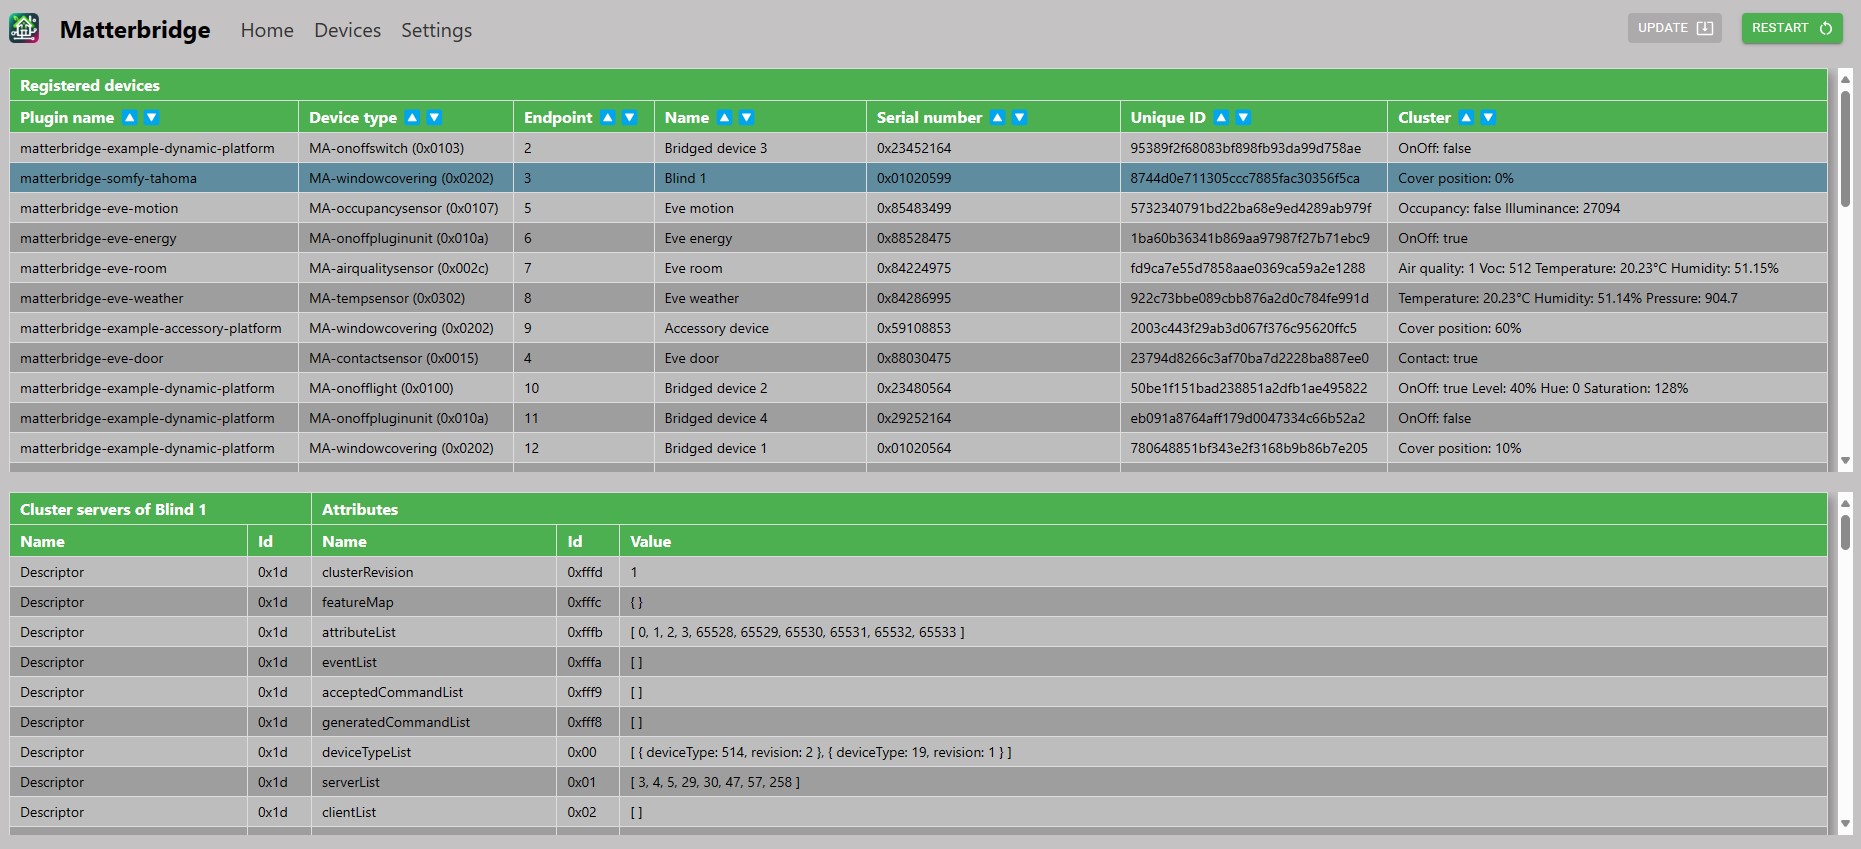 Matterbridge Home Devices Settings UPDATE RESTART
Registered devices
Plugin name Device type Endpoint Name Serial number Unique ID Cluster
matterbridge-example-dynamic-platform MA-onoffswitch (0x0103) 2 Bridged device 3 0x23452164 95389f2f68083bf898fb93da99d758ae OnOff: false
matterbridge-somfy-tahoma MA-windowcovering (0x0202) 3 Blind 1 0x01020599 8744d0e711305ccc7885fac30356f5ca Cover position: 0%
matterbridge-eve-motion MA-occupancysensor (0x0107) 5 Eve motion 0x85483499 5732340791bd22ba68e9ed4289ab979f Occupancy: false Illuminance: 27094
matterbridge-eve-energy MA-onoffpluginunit (0x010a) 6 Eve energy 0x88528475 1ba60b36341b869aa97987f27b71ebc9 OnOff: true
matterbridge-eve-room MA-airqualitysensor (0x002c) 7 Eve room 0x84224975 fd9ca7e55d7858aae0369ca59a2e1288 Air quality: 1 Voc: 512 Temperature: 20.23°C Humidity: 51.15%
matterbridge-eve-weather MA-tempsensor (0x0302) 8 Eve weather 0x84286995 922c73bbe089cbb876a2d0c784fe991d Temperature: 20.23°C Humidity: 51.14% Pressure: 904.7
matterbridge-example-accessory-platform MA-windowcovering (0x0202) 9 Accessory device 0x59108853 2003c443f29ab3d067f376c95620ffc5 Cover position: 60%
matterbridge-eve-door MA-contactsensor (0x0015) 4 Eve door 0x88030475 23794d8266c3af70ba7d2228ba887ee0 Contact: true
matterbridge-example-dynamic-platform MA-onofflight (0x0100) 10 Bridged device 2 0x23480564 50be1f151bad238851a2dfb1ae495822 OnOff: true Level: 40% Hue: 0 Saturation: 128%
matterbridge-example-dynamic-platform MA-onoffpluginunit (0x010a) 11 Bridged device 4 0x29252164 eb091a8764aff179d0047334c66b52a2 OnOff: false
matterbridge-example-dynamic-platform MA-windowcovering (0x0202) 12 Bridged device 1 0x01020564 780648851bf343e2f3168b9b86b7e205 Cover position: 10%
Cluster servers of Blind 1 Attributes
Name Id Name Id Value
Descriptor 0x1d clusterRevision 0xfffd 1
Descriptor 0x1d featureMap 0xfffc { }
Descriptor 0x1d attributeList 0xfffb [ 0, 1, 2, 3, 65528, 65529, 65530, 65531, 65532, 65533 ]
Descriptor 0x1d eventList 0xfffa [ ]
Descriptor 0x1d acceptedCommandList 0xfff9 [ ]
Descriptor 0x1d generatedCommandList 0xfff8 [ ]
Descriptor 0x1d deviceTypeList 0x00 [ { deviceType: 514, revision: 2 }, { deviceType: 19, revision: 1 } ]
Descriptor 0x1d serverList 0x01 [ 3, 4, 5, 29, 30, 47, 57, 258 ]
Descriptor 0x1d clientList 0x02 [ ]